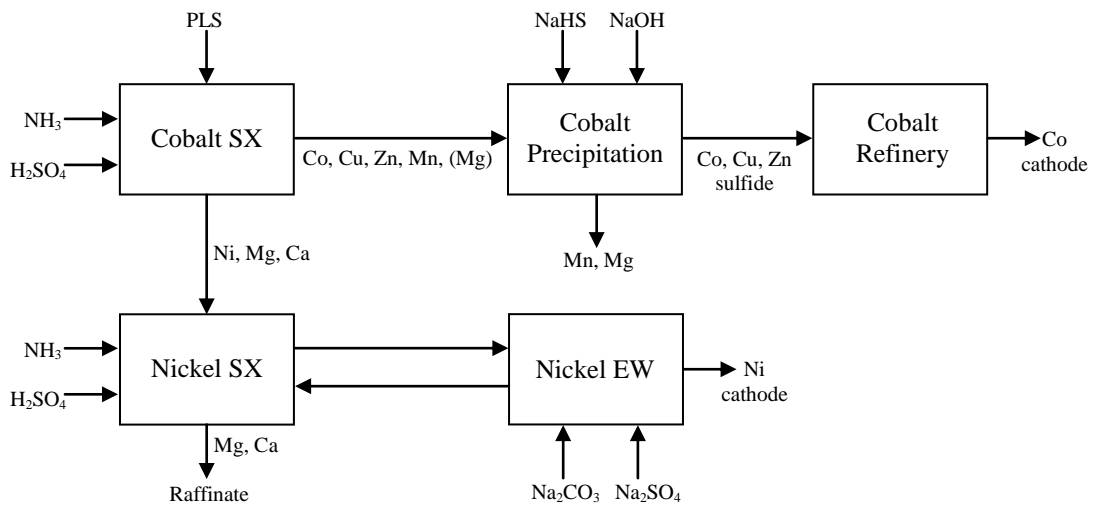 PLS
NaHS
NaOH
NH₃
H₂SO₄
Cobalt SX
Co, Cu, Zn, Mn, (Mg)
Cobalt
Precipitation
Co, Cu, Zn
sulfide
Cobalt
Refinery
Co
cathode
Ni, Mg, Ca
Mn, Mg
NH₃
H₂SO₄
Nickel SX
Nickel EW
Ni
cathode
Mg, Ca
Raffinate
Na₂CO₃
Na₂SO₄